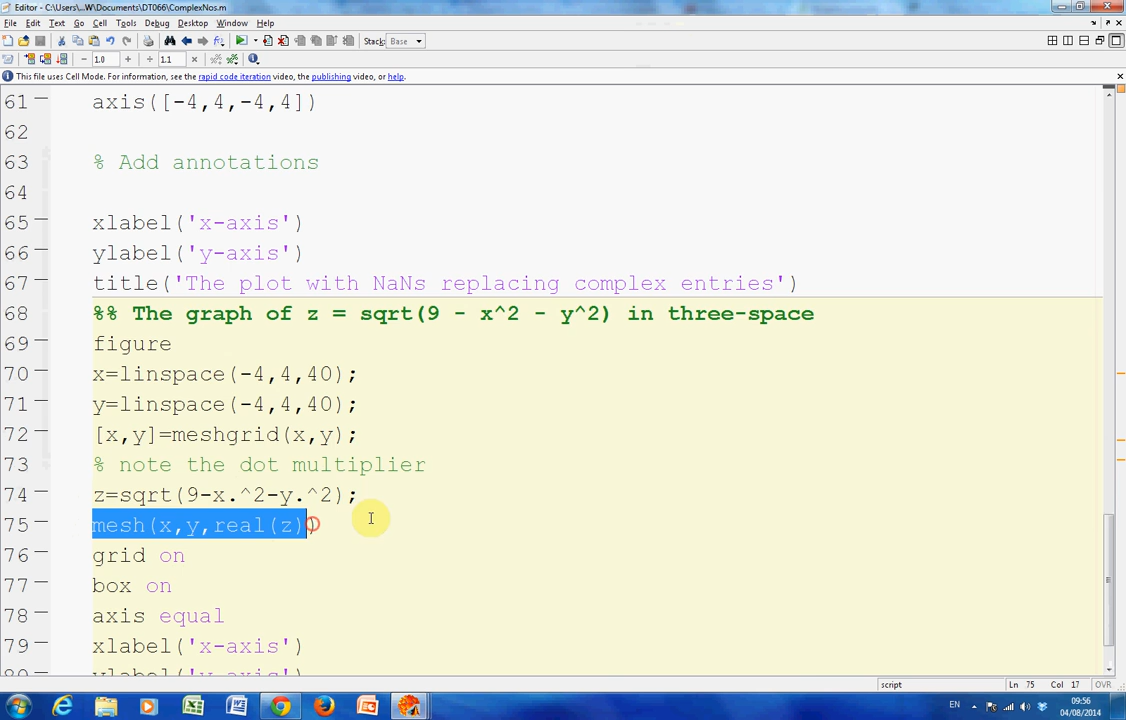 Editor - C:\Users\...W\Documents\DT066\ComplexNos.m
File Edit Text Go Cell Tools Debug Desktop Window Help
Stack: Base
1.0 1.1
This file uses Cell Mode. For information, see the rapid code iteration video, the publishing video, or help.
61 axis([-4,4,-4,4])
62
63 % Add annotations
64
65 xlabel('x-axis')
66 ylabel('y-axis')
67 title('The plot with NaNs replacing complex entries')
68 %% The graph of z = sqrt(9 - x^2 - y^2) in three-space
69 figure
70 x=linspace(-4,4,40);
71 y=linspace(-4,4,40);
72 [x,y]=meshgrid(x,y);
73 % note the dot multiplier
74 z=sqrt(9-x.^2-y.^2);
75 mesh(x,y,real(z))
76 grid on
77 box on
78 axis equal
79 xlabel('x-axis')
80 ylabel('y-axis')
script Ln 75 Col 17 OVR
EN 09:56
04/08/2014